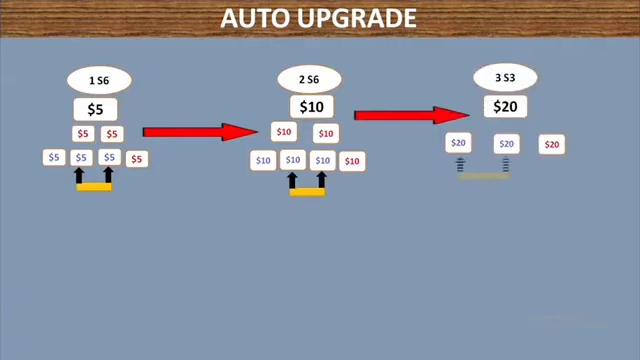 AUTO UPGRADE
1 S6
2 S6
3 S3
$5
$10
$20
$5 $5
$10 $10
$20 $20 $20
$5 $5 $5 $5
$10 $10 $10 $10